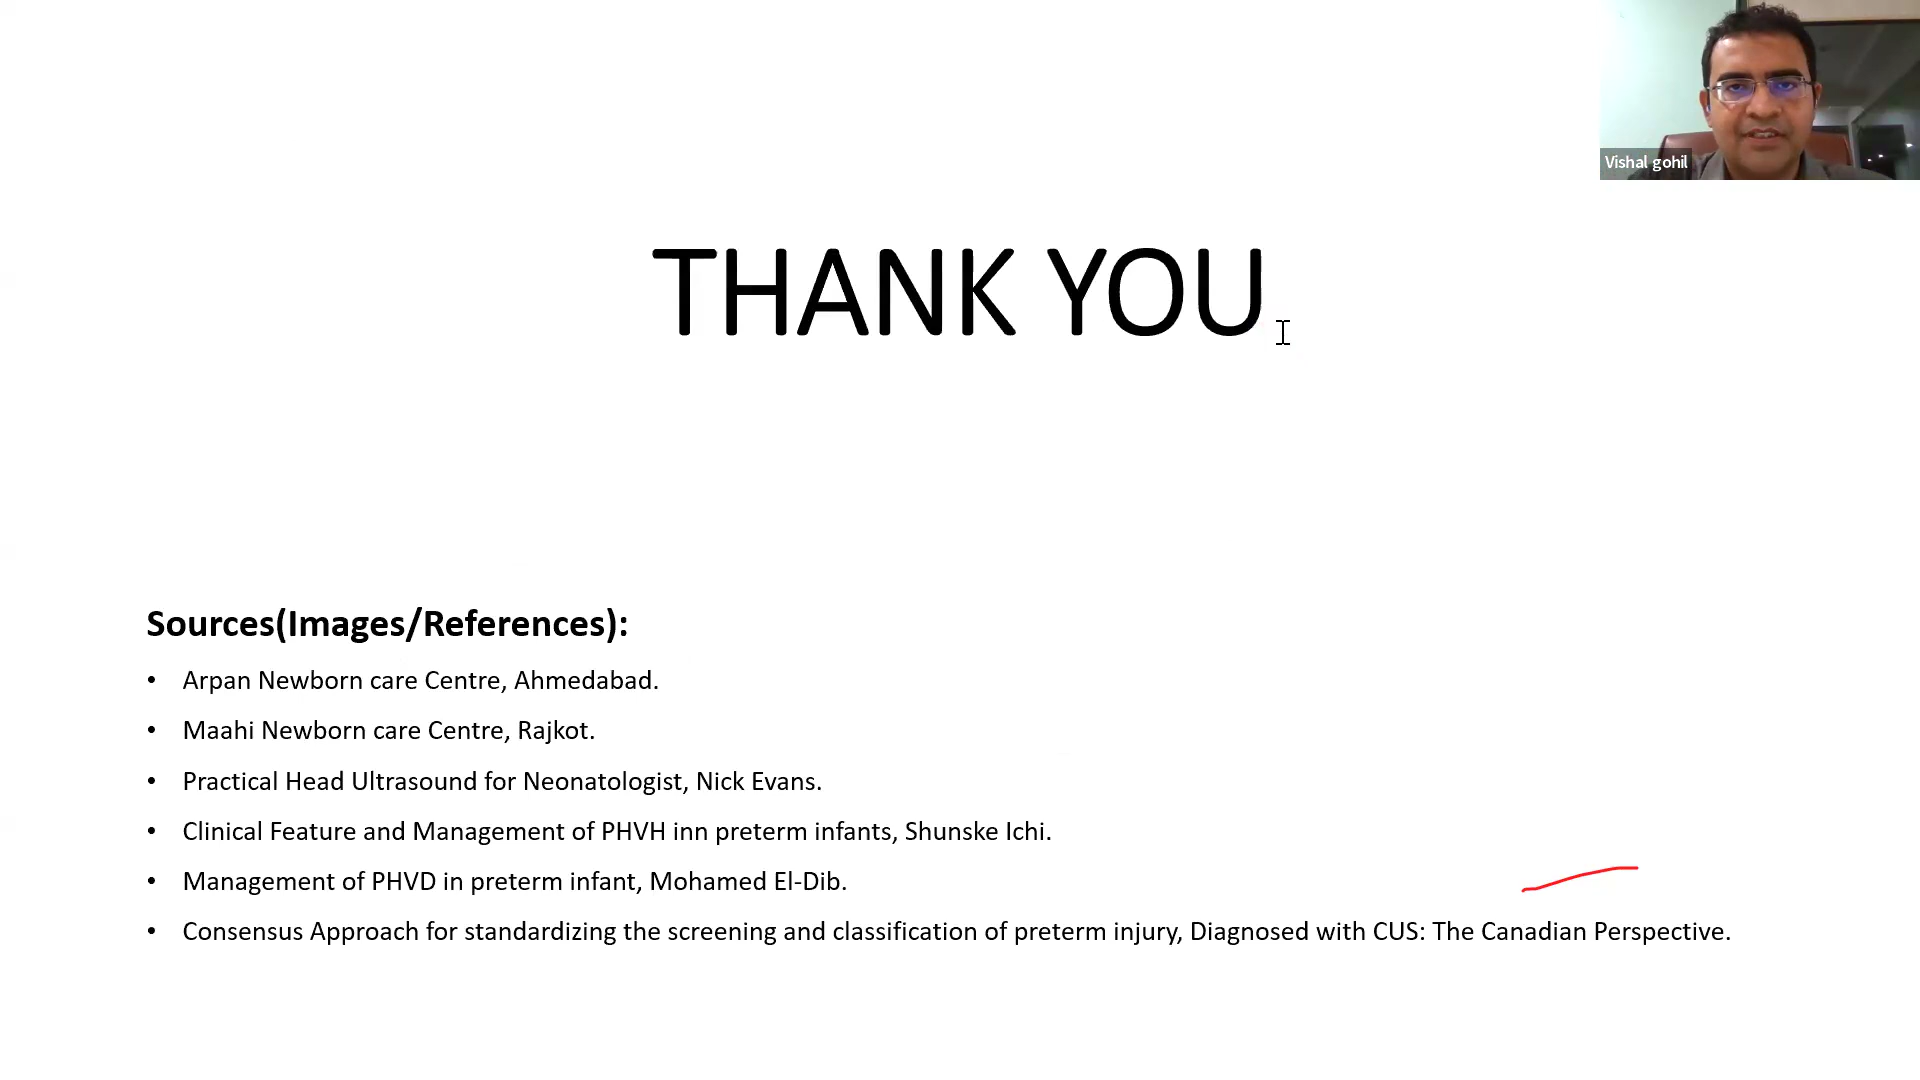 Vishal gohil
THANK YOU
Sources(Images/References):
• Arpan Newborn care Centre, Ahmedabad.
• Maahi Newborn care Centre, Rajkot.
• Practical Head Ultrasound for Neonatologist, Nick Evans.
• Clinical Feature and Management of PHVH inn preterm infants, Shunske Ichi.
• Management of PHVD in preterm infant, Mohamed El-Dib.
• Consensus Approach for standardizing the screening and classification of preterm injury, Diagnosed with CUS: The Canadian Perspective.